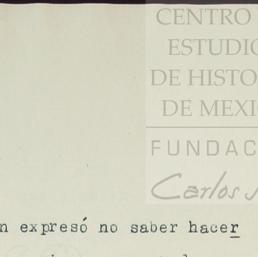 CENTRO
ESTUDIO
DE HISTO
DE MEXI
FUNDAC
Carlos
n expresó no saber hacer